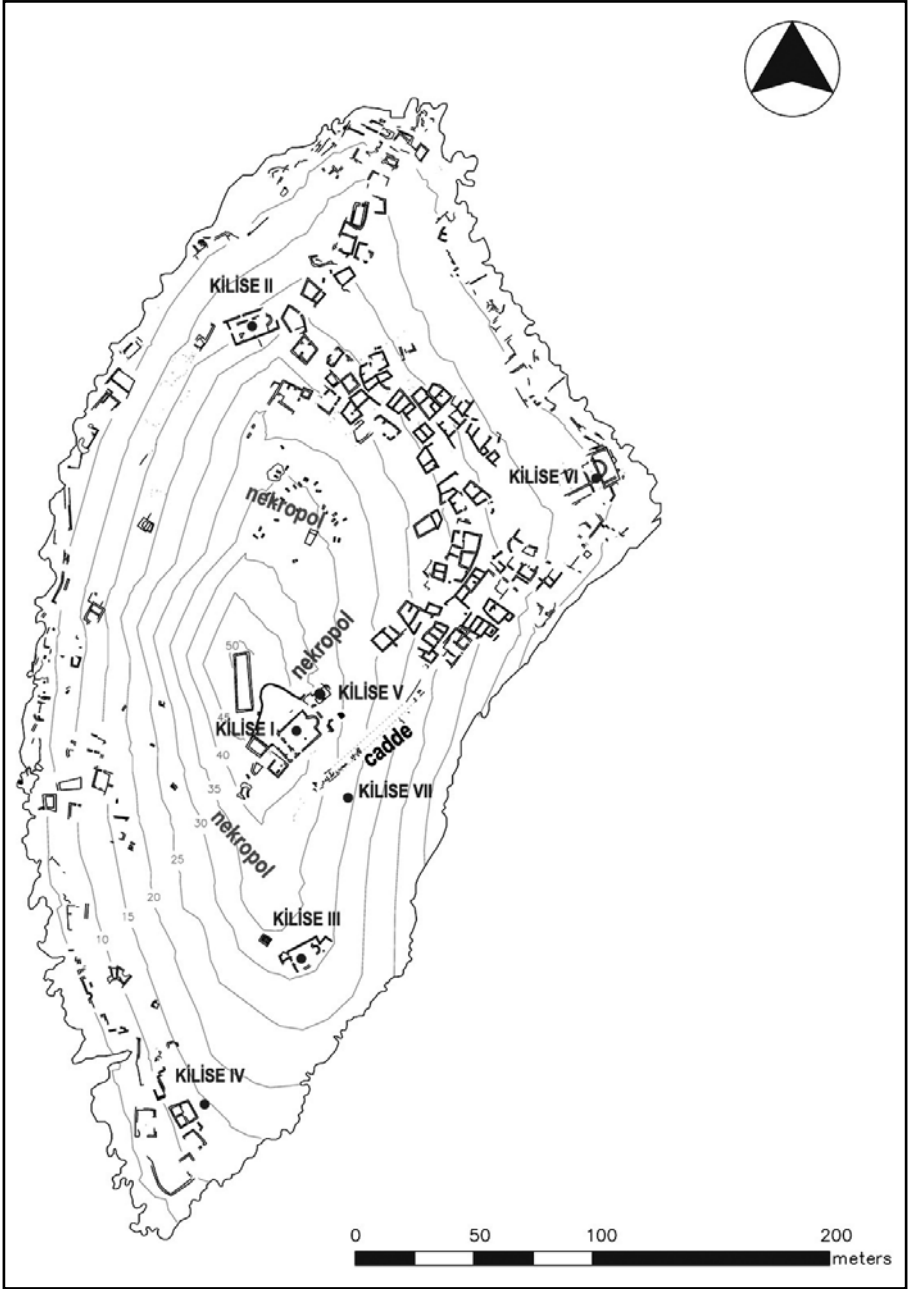 KİLİSE II
KİLİSE VI
nekropol
nekropol
50
KİLİSE V
45
KİLİSE I
cadde
40
35
KİLİSE VII
30
nekropol
25
20
KİLİSE III
15
10
KİLİSE IV
0 50 100 200
meters